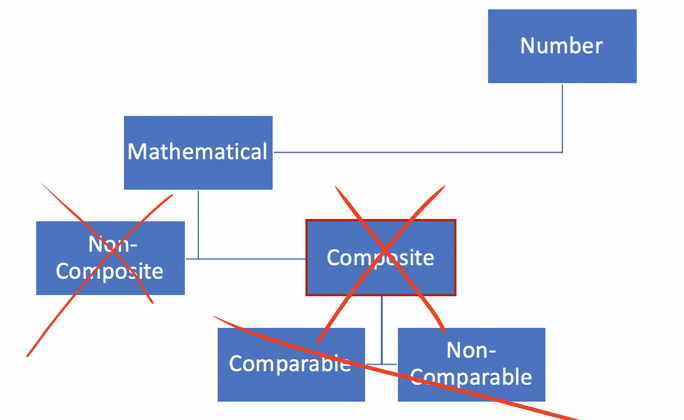 Number
Mathematical
Non-
Composite
Composite
Comparable
Non-
Comparable